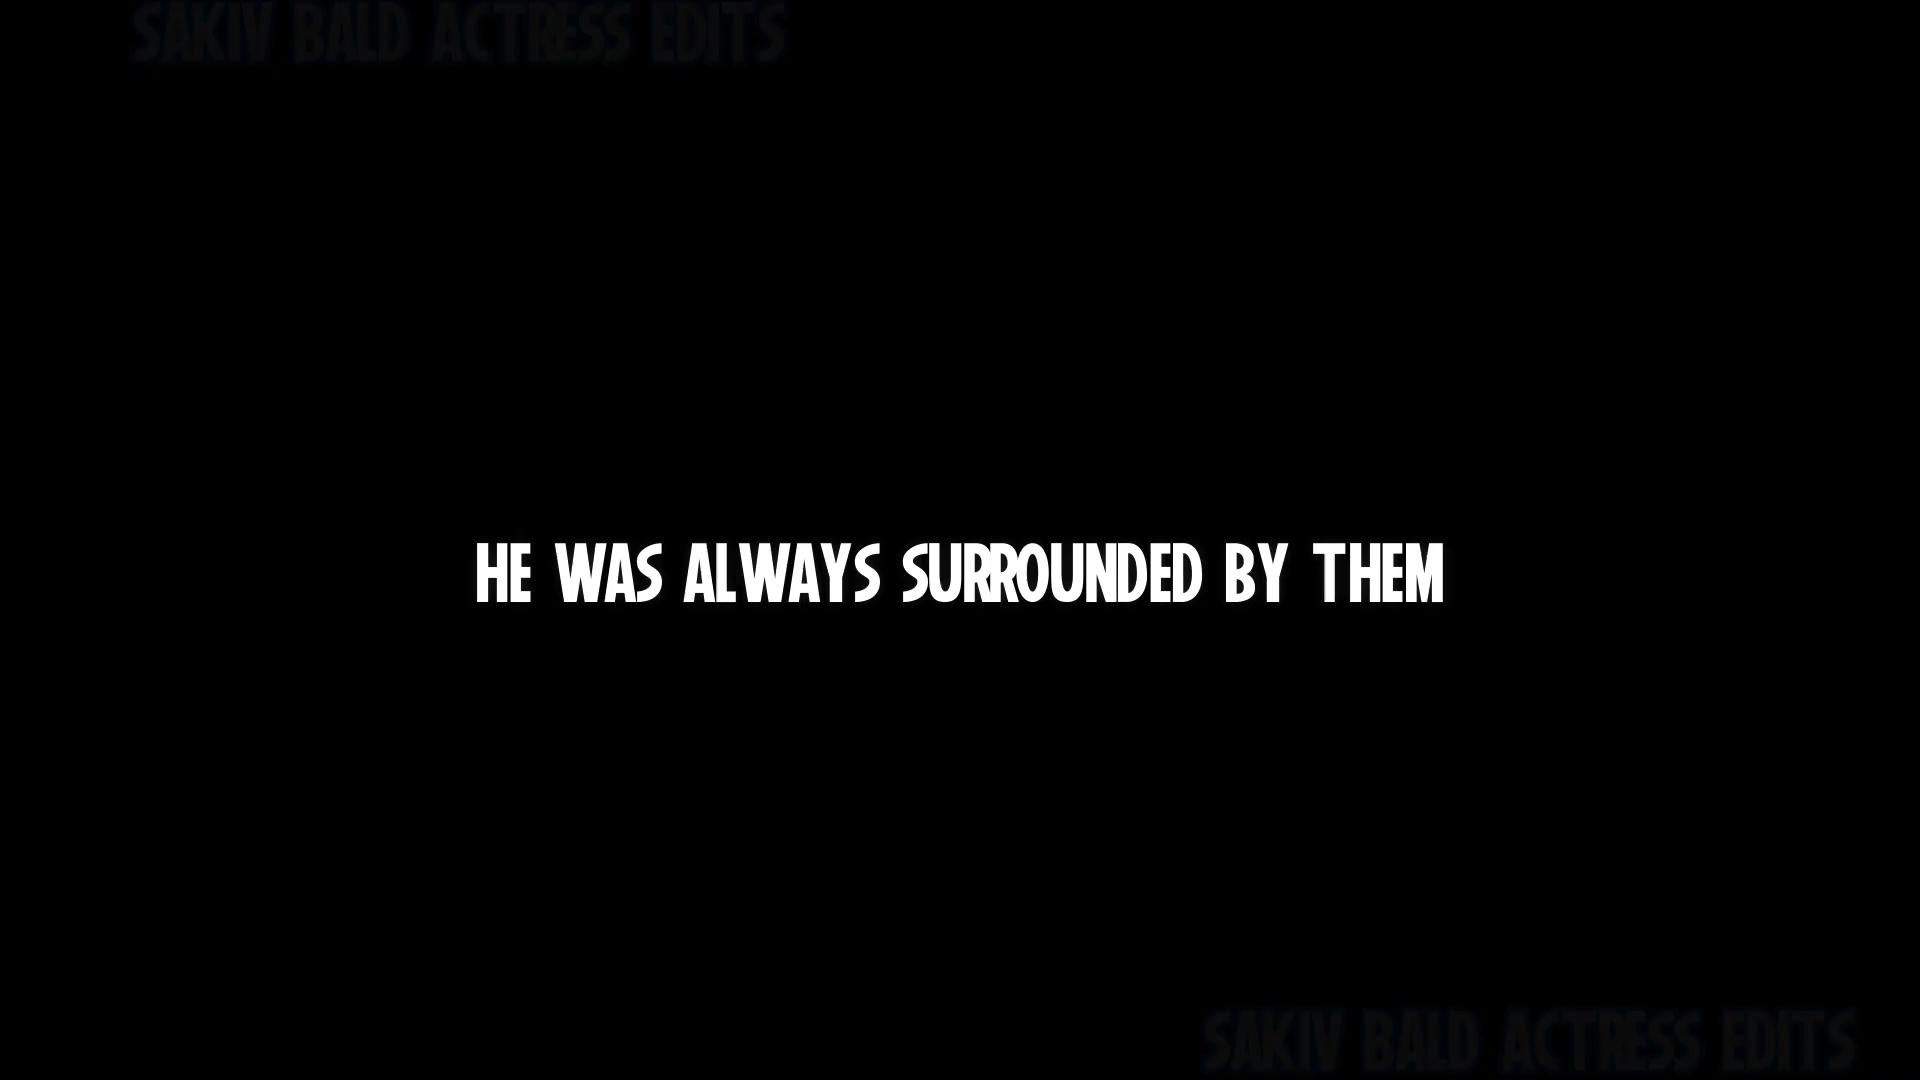 SAKIV BALD ACTRESS EDITS
HE WAS ALWAYS SURROUNDED BY THEM
SAKIV BALD ACTRESS EDITS